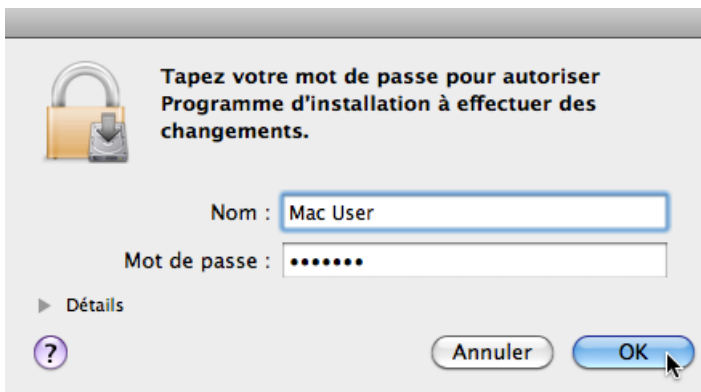 Tapez votre mot de passe pour autoriser
Programme d'installation à effectuer des
changements.
Nom : Mac User
Mot de passe : •••••••
Détails
?
Annuler OK